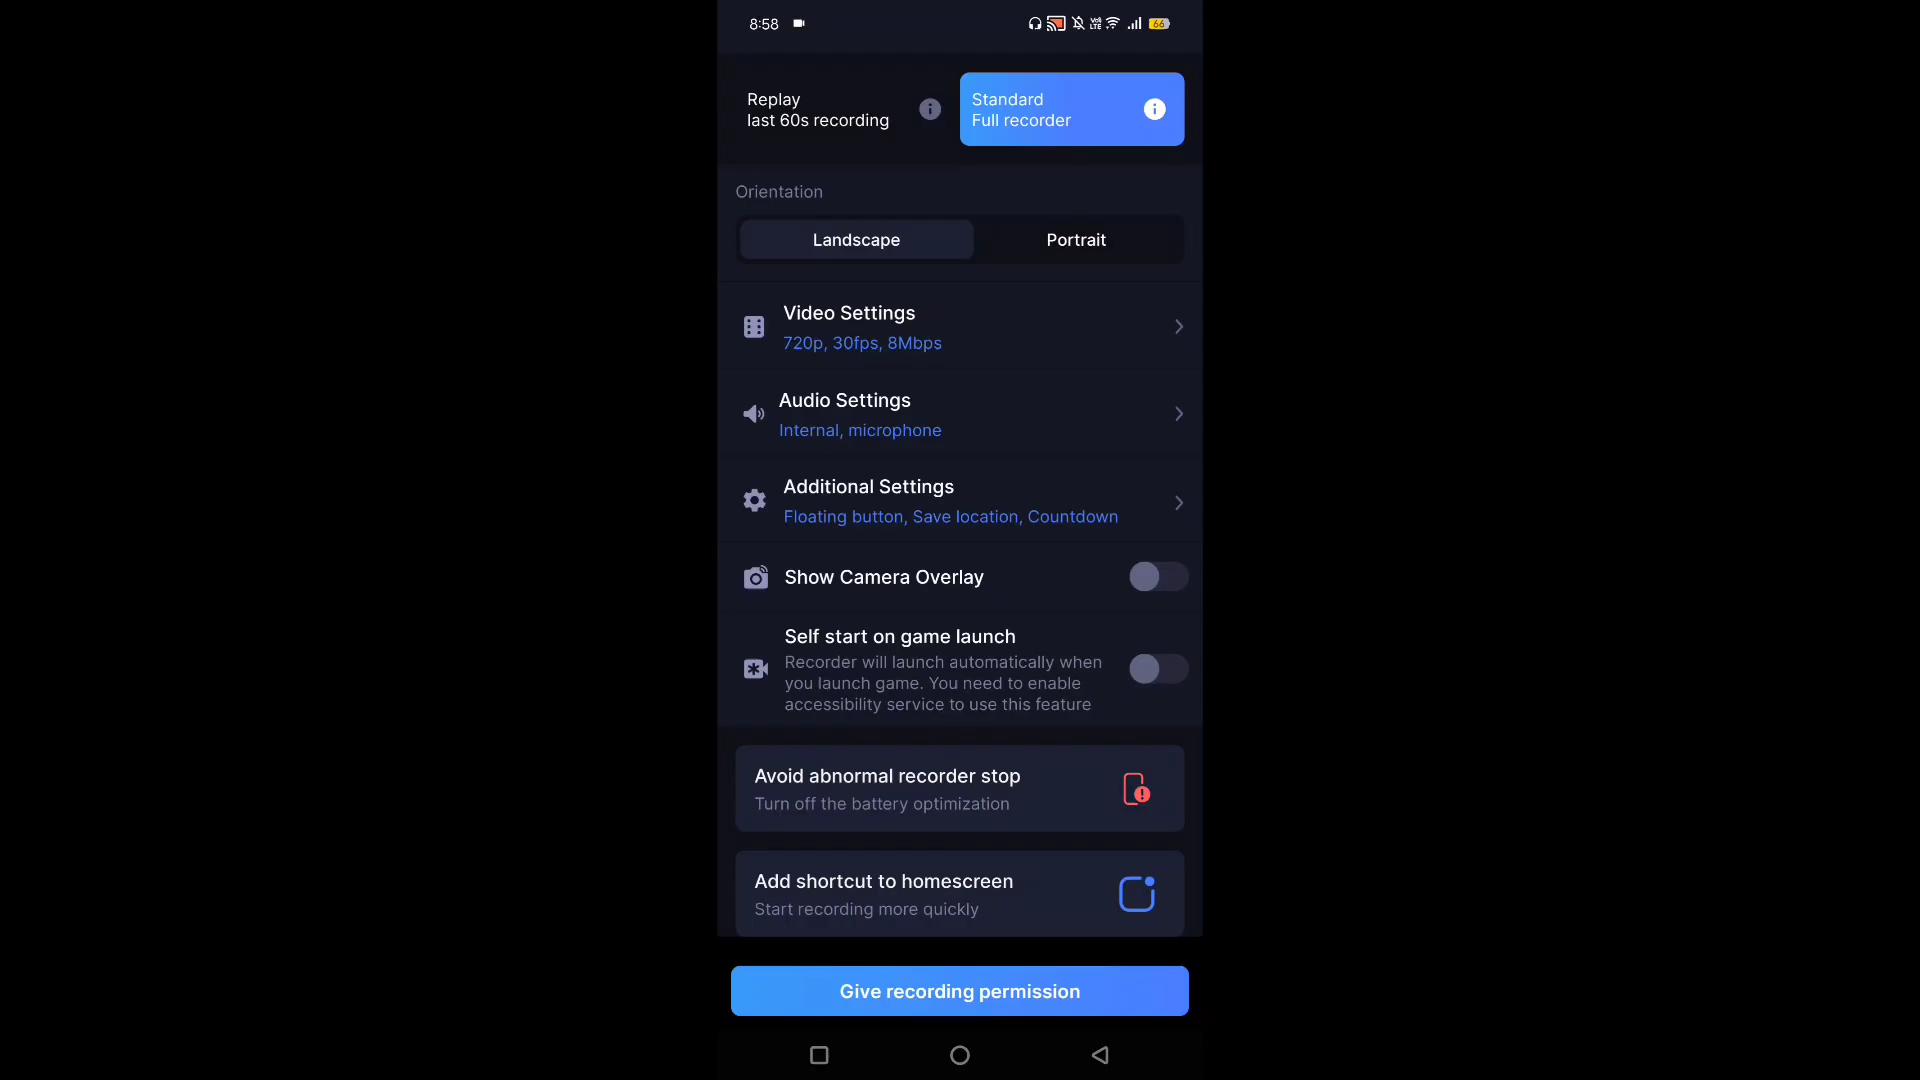 8:58
VoD LTE
66
Replay
last 60s recording
Standard
Full recorder
Orientation
Landscape
Portrait
Video Settings
720p, 30fps, 8Mbps
Audio Settings
Internal, microphone
Additional Settings
Floating button, Save location, Countdown
Show Camera Overlay
Self start on game launch
Recorder will launch automatically when
you launch game. You need to enable
accessibility service to use this feature
Avoid abnormal recorder stop
Turn off the battery optimization
Add shortcut to homescreen
Start recording more quickly
Give recording permission